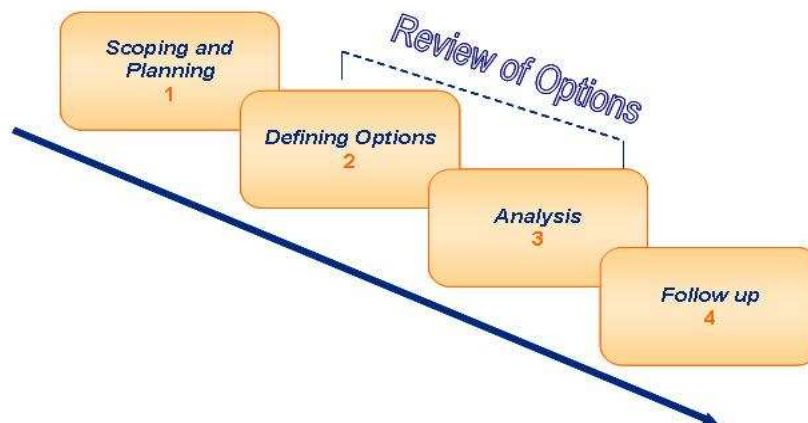 Scoping and
Planning
1
Review of Options
Defining Options
2
Analysis
3
Follow up
4